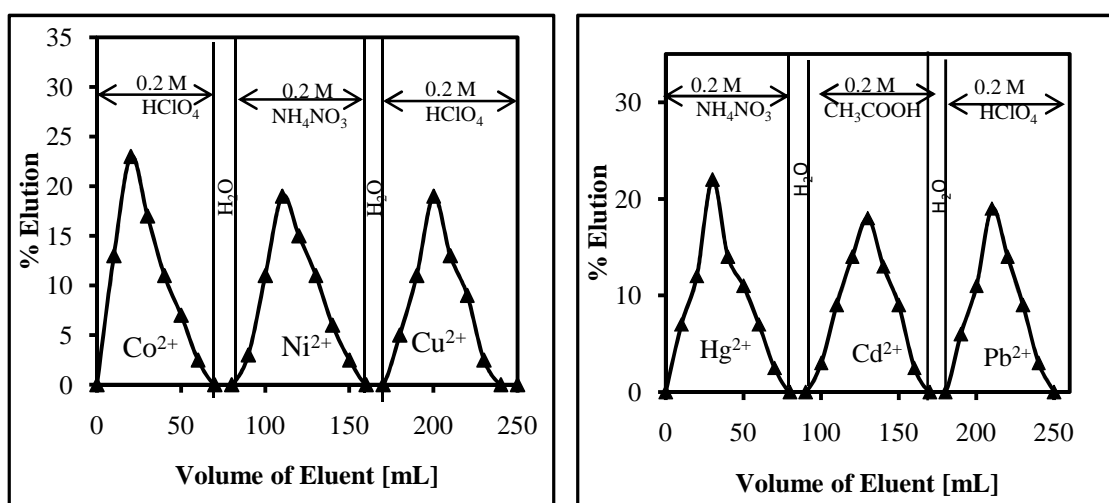 35
30
25
20
15
10
5
0
% Elution
0.2 M
HClO₄
0.2 M
NH₄NO₃
0.2 M
HClO₄
H₂O
H₂O
Co²⁺
Ni²⁺
Cu²⁺
0 50 100 150 200 250
Volume of Eluent [mL]
30
20
10
0
% Elution
0.2 M
NH₄NO₃
0.2 M
CH₃COOH
0.2 M
HClO₄
H₂O
H₂O
Hg²⁺
Cd²⁺
Pb²⁺
0 50 100 150 200 250
Volume of Eluent [mL]